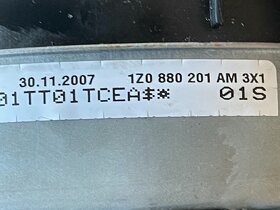 30.11.2007 1Z0 880 201 AM 3X1
01TT01TCEA‡¤ 01S